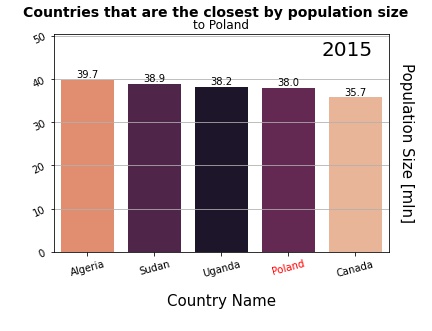 Countries that are the closest by population size
to Poland
2015
50
40
30
20
10
0
39.7
38.9
38.2
38.0
35.7
Algeria
Sudan
Uganda
Poland
Canada
Country Name
Population Size [mln]